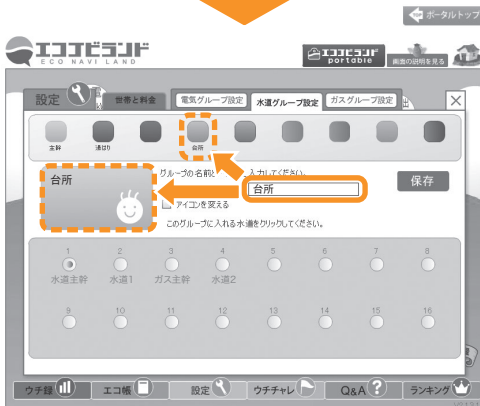 ポータルトップ
エココビランド
ECO NAVI LAND
エココビランド
portable
画面の説明を見る
設定
世帯と料金
電気グループ設定
水道グループ設定
ガスグループ設定
主幹
湯はり
台所
グループの名前
入力してください。
台所
台所
保存
アイコンを変える
このグループに入れる水道をクリックしてください。
1 2 3 4 5 6 7 8
水道主幹 水道1 ガス主幹 水道2
9 10 11 12 13 14 15 16
ウチ録 エコ帳 設定 ウチチャレ Q&A ランキング